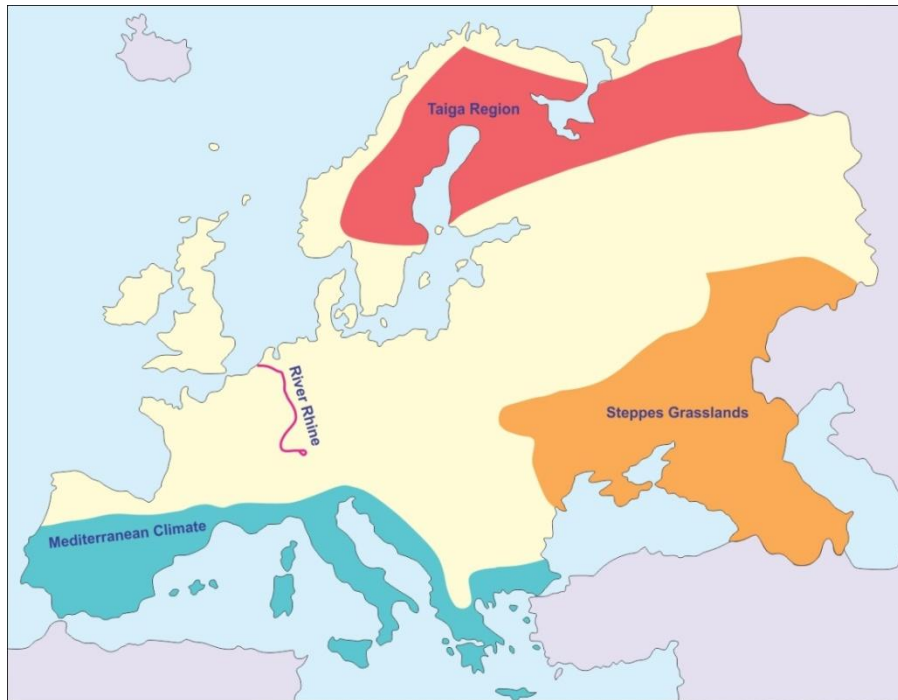 Taiga Region
River Rhine
Steppes Grasslands
Mediterranean Climate